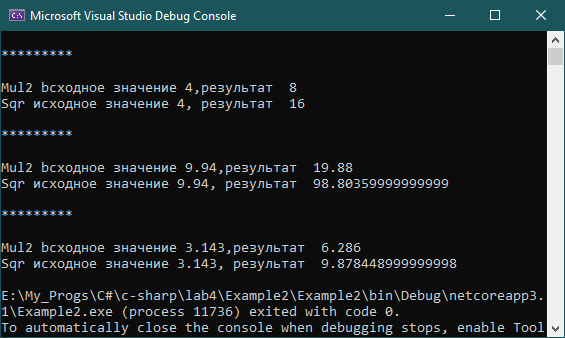 Microsoft Visual Studio Debug Console
*********
Mul2 bсходное значение 4,результат  8
Sqr исходное значение 4, результат  16
*********
Mul2 bсходное значение 9.94,результат  19.88
Sqr исходное значение 9.94, результат  98.80359999999999
*********
Mul2 bсходное значение 3.143,результат  6.286
Sqr исходное значение 3.143, результат  9.878448999999998
E:\My_Progs\C#\c-sharp\lab4\Example2\Example2\bin\Debug\netcoreapp3.
1\Example2.exe (process 11736) exited with code 0.
To automatically close the console when debugging stops, enable Tool